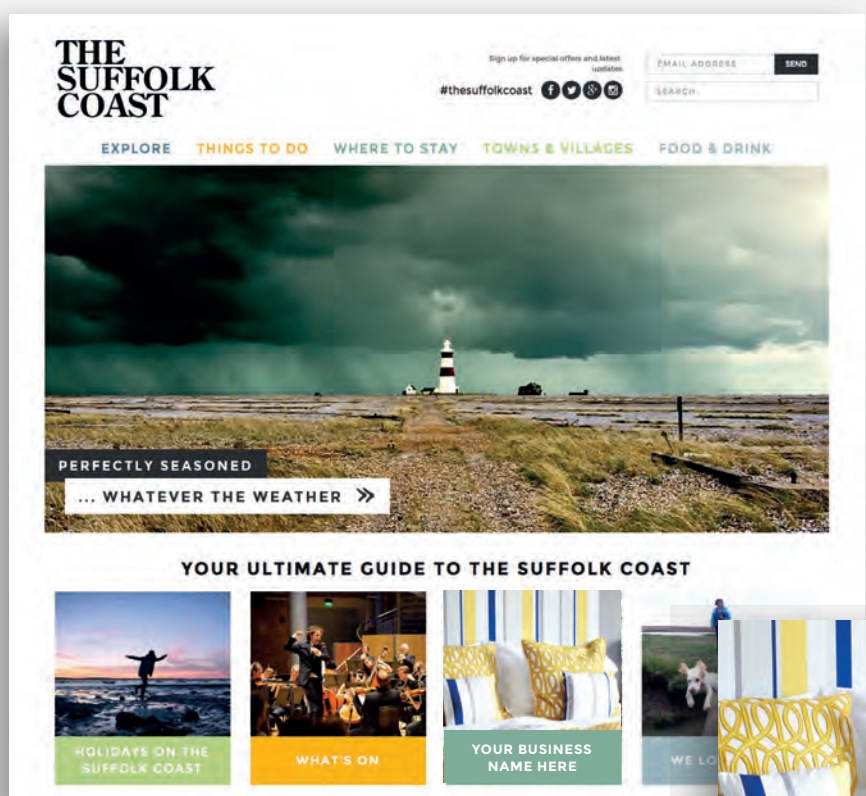 THE
SUFFOLK
COAST
Sign up for special offers and latest
updates
EMAIL ADDRESS
SEND
#thesuffolkcoast
SEARCH
EXPLORE THINGS TO DO WHERE TO STAY TOWNS & VILLAGES FOOD & DRINK
PERFECTLY SEASONED
... WHATEVER THE WEATHER »
YOUR ULTIMATE GUIDE TO THE SUFFOLK COAST
HOLIDAYS ON THE
SUFFOLK COAST
WHAT'S ON
YOUR BUSINESS
NAME HERE
WE